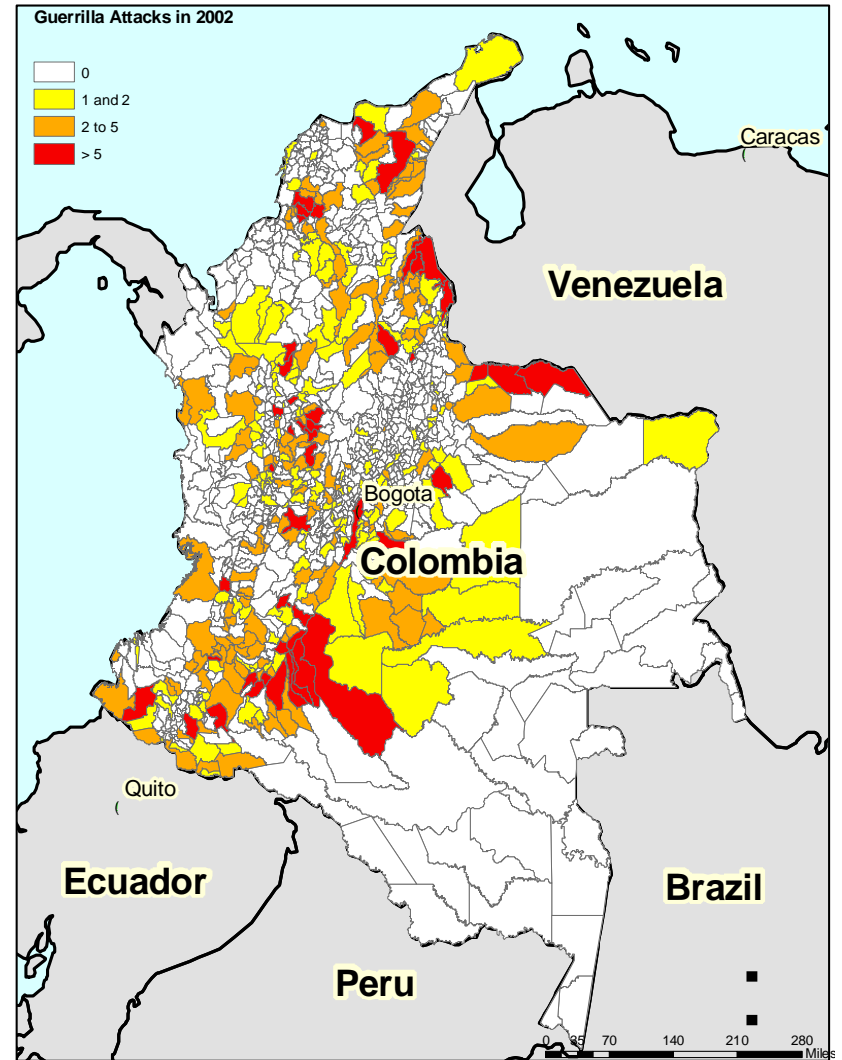 Guerrilla Attacks in 2002
0
1 and 2
2 to 5
> 5
Caracas
Venezuela
Bogota
Colombia
Quito
Ecuador
Brazil
Peru
0 35 70 140 210 280
Miles